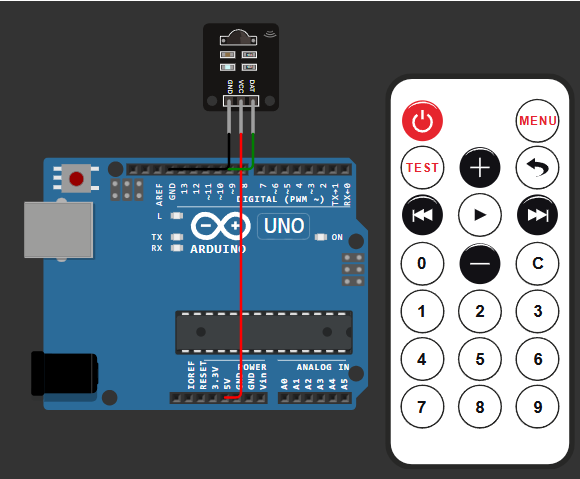 GND
VCC
DAT
AREF
GND
13
12
~11
~10
~9
8
7
~6
~5
4
~3
2
TX→1
RX←0
DIGITAL (PWM ~)
L
TX
RX
ARDUINO
UNO
ON
IOREF
RESET
3.3V
5V
GND
GND
Vin
POWER
ANALOG IN
A0
A1
A2
A3
A4
A5
MENU
TEST
0
C
1 2 3
4 5 6
7 8 9